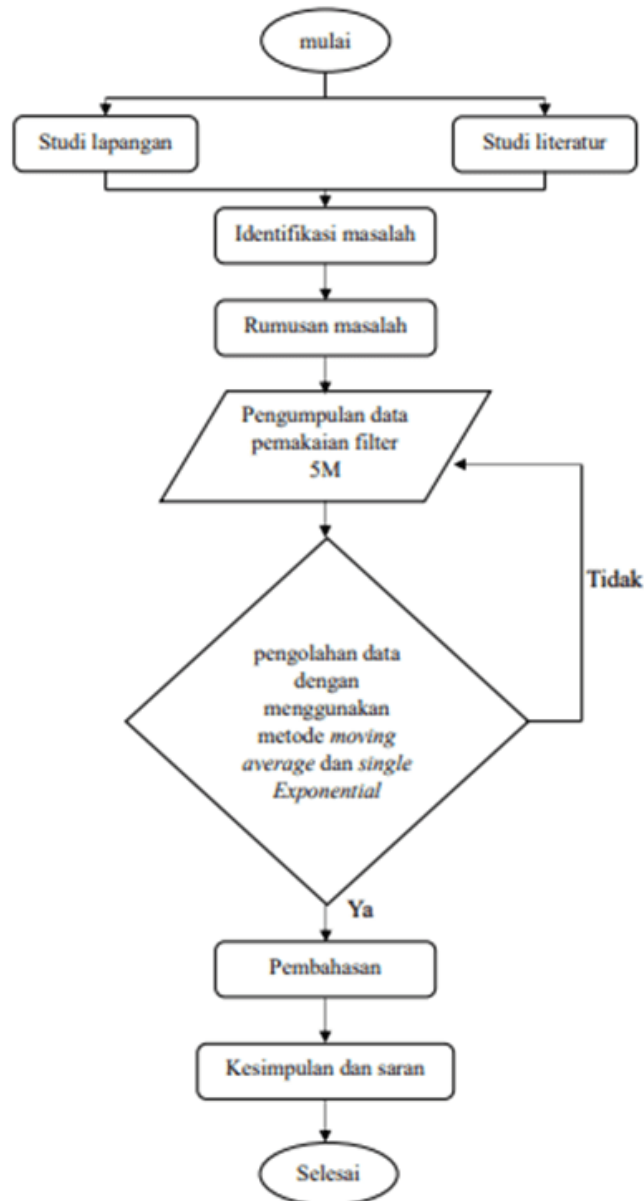 mulai
Studi lapangan
Studi literatur
Identifikasi masalah
Rumusan masalah
Pengumpulan data
pemakaian filter
5M
Tidak
pengolahan data
dengan
menggunakan
metode moving
average dan single
Exponential
Ya
Pembahasan
Kesimpulan dan saran
Selesai